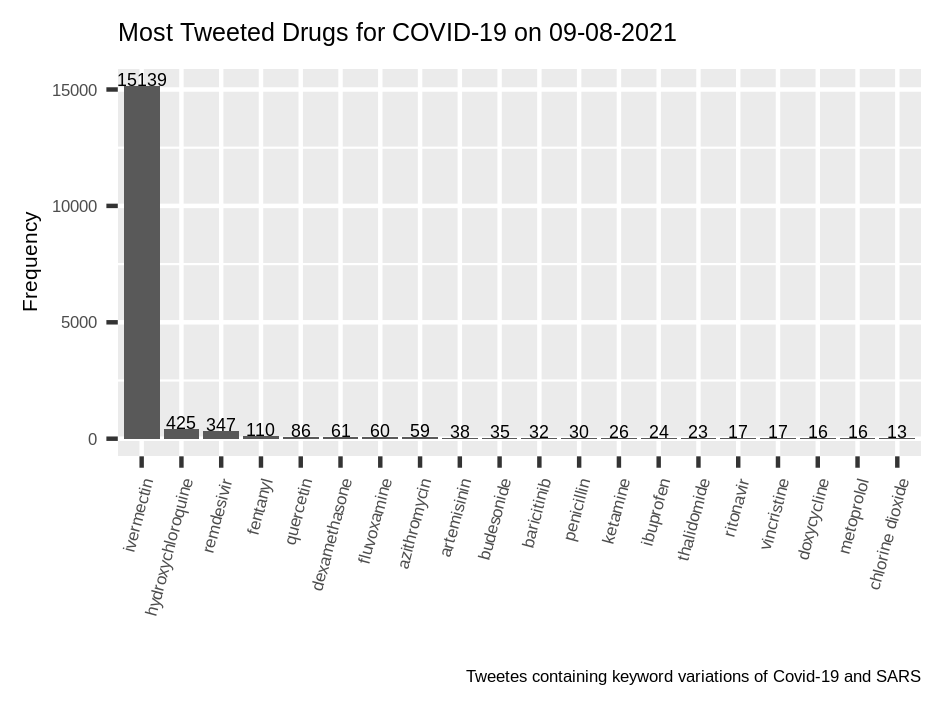 Most Tweeted Drugs for COVID-19 on 09-08-2021
Frequency
15000
10000
5000
0
15139
425
347
110
86
61
60
59
38
35
32
30
26
24
23
17
17
16
16
13
ivermectin
hydroxychloroquine
remdesivir
fentanyl
quercetin
dexamethasone
fluvoxamine
azithromycin
artemisinin
budesonide
baricitinib
penicillin
ketamine
ibuprofen
thalidomide
ritonavir
vincristine
doxycycline
metoprolol
chlorine dioxide
Tweetes containing keyword variations of Covid-19 and SARS